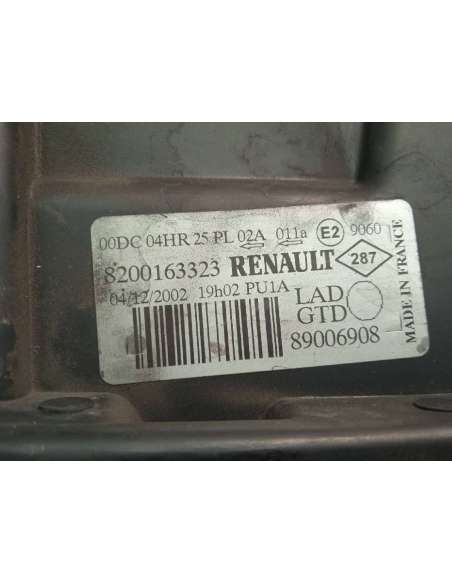 00DC 04HR 25 PL 02A 011a E2 9060
8200163323 RENAULT 287
04/12/2002 19h02 PU1A LAD
GTD
89006908
MADE IN FRANCE